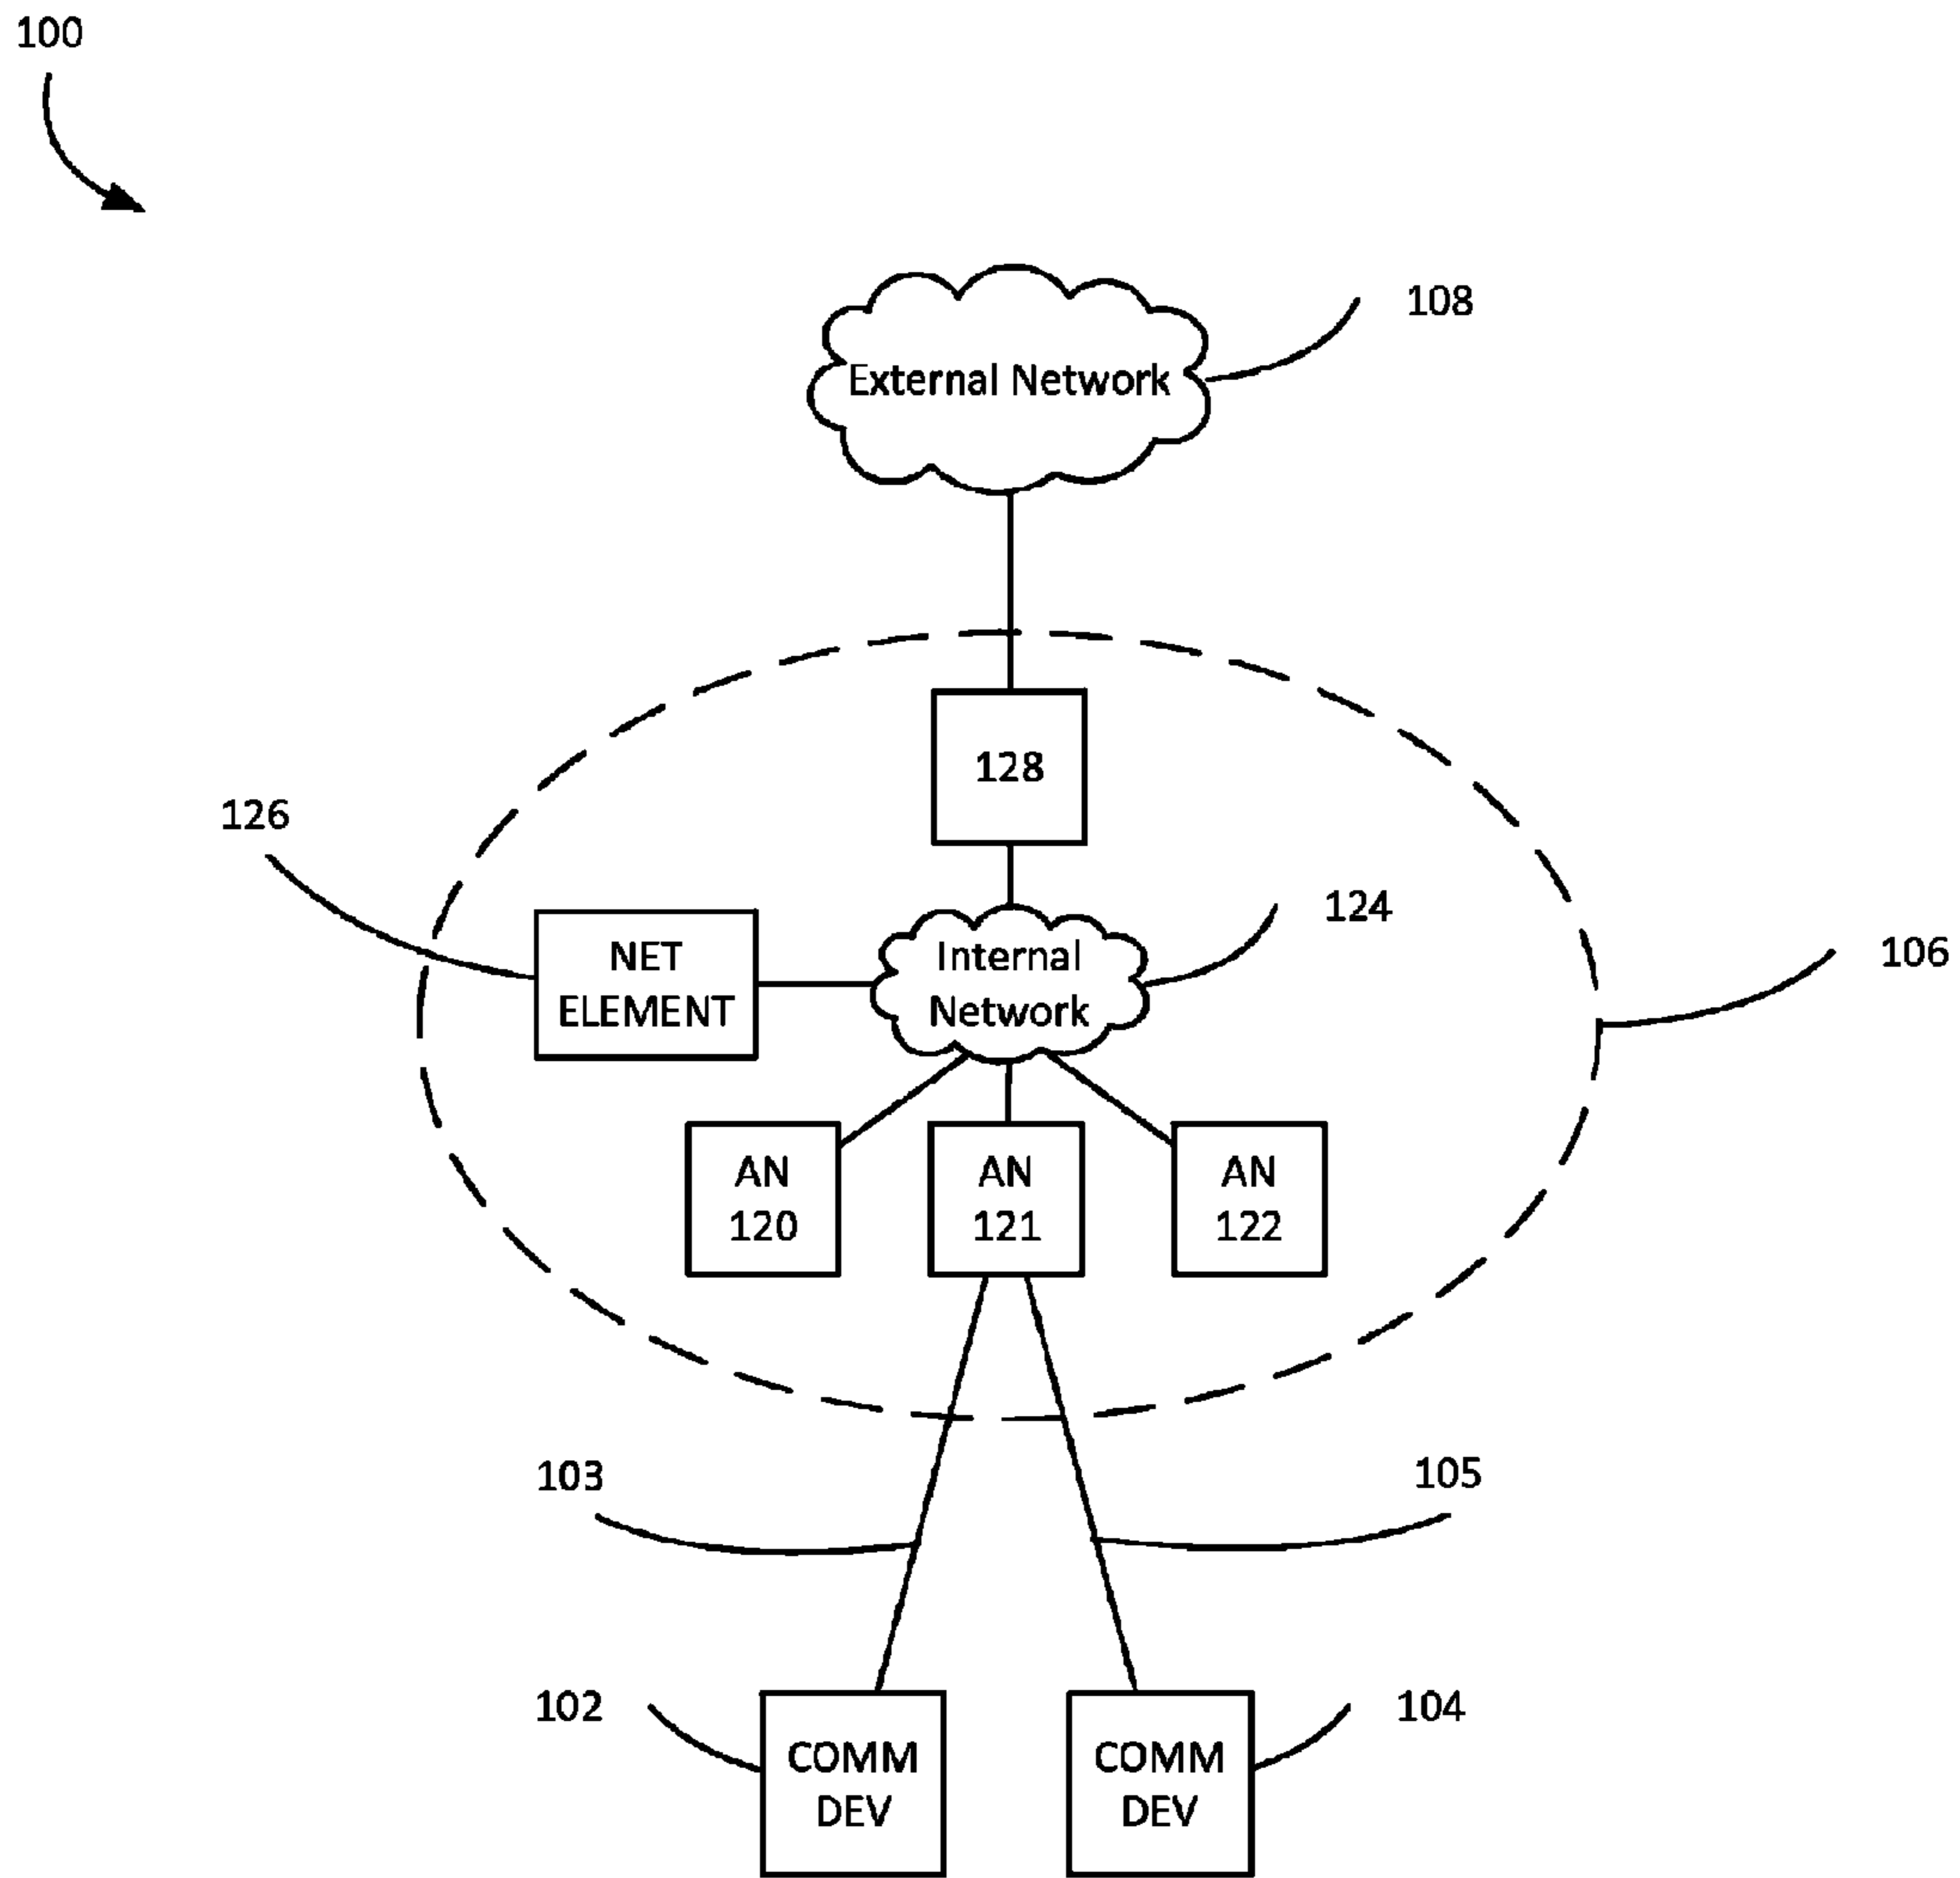 100
108
External Network
128
126
124
106
NET
ELEMENT
Internal
Network
AN
120
AN
121
AN
122
103
105
102
104
COMM
DEV
COMM
DEV